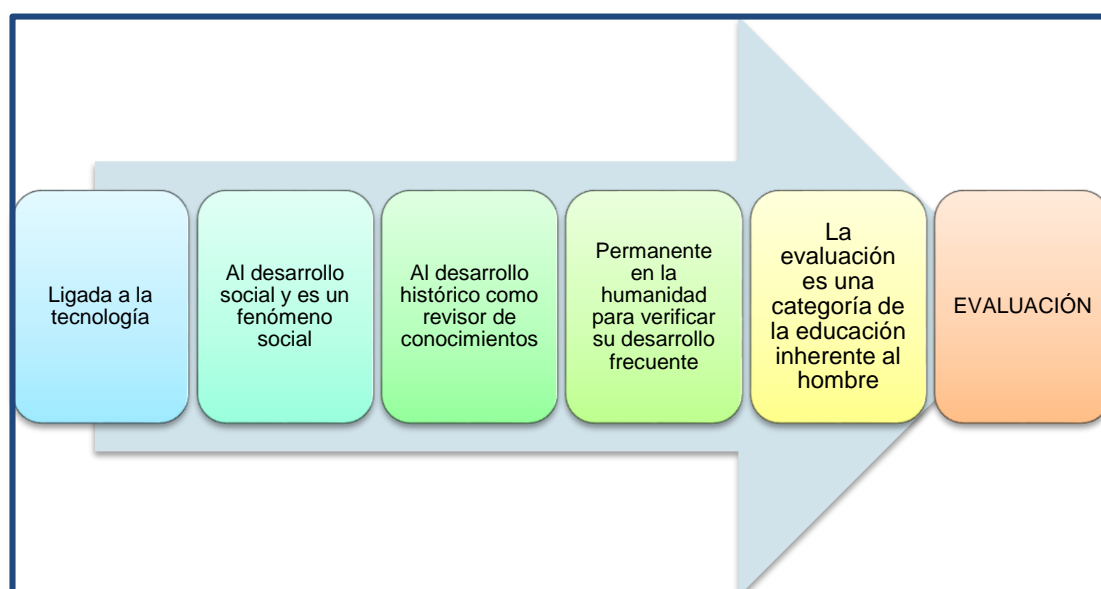 Ligada a la
tecnología
Al desarrollo
social y es un
fenómeno
social
Al desarrollo
histórico como
revisor de
conocimientos
Permanente
en la
humanidad
para verificar
su desarrollo
frecuente
La
evaluación
es una
categoría de
la educación
inherente al
hombre
EVALUACIÓN